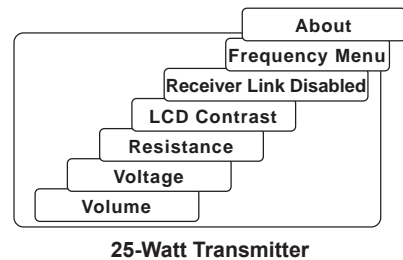 About
Frequency Menu
Receiver Link Disabled
LCD Contrast
Resistance
Voltage
Volume
25-Watt Transmitter